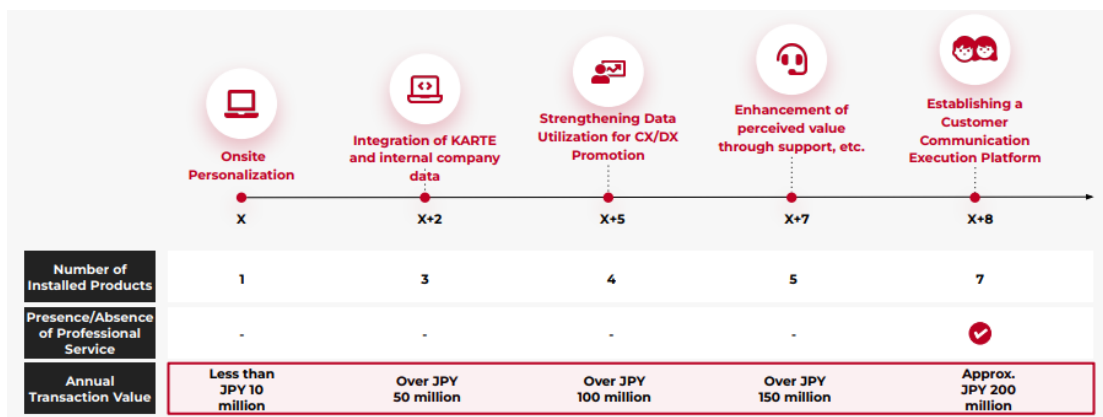 Onsite
Personalization
Integration of KARTE
and internal company
data
Strengthening Data
Utilization for CX/DX
Promotion
Enhancement of
perceived value
through support, etc.
Establishing a
Customer
Communication
Execution Platform
X
X+2
X+5
X+7
X+8
Number of
Installed Products
1
3
4
5
7
Presence/Absence
of Professional
Service
-
-
-
-
Annual
Transaction Value
Less than
JPY 10
million
Over JPY
50 million
Over JPY
100 million
Over JPY
150 million
Approx.
JPY 200
million